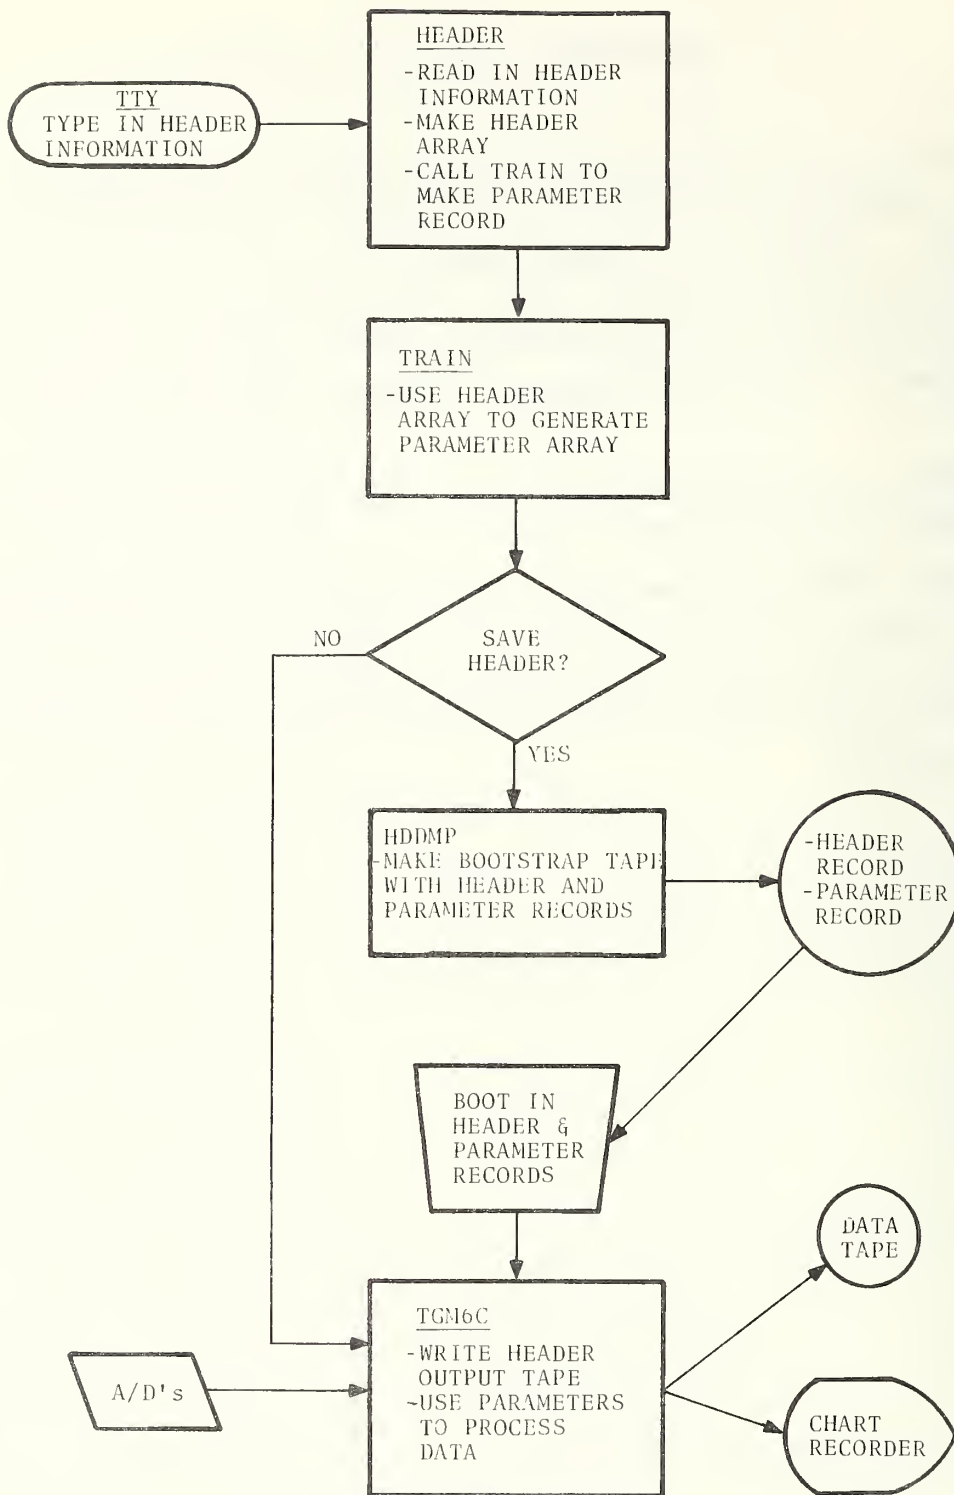 TTY
TYPE IN HEADER
INFORMATION
HEADER
-READ IN HEADER
INFORMATION
-MAKE HEADER
ARRAY
-CALL TRAIN TO
MAKE PARAMETER
RECORD
TRAIN
-USE HEADER
ARRAY TO GENERATE
PARAMETER ARRAY
NO
SAVE
HEADER?
YES
HDDMP
-MAKE BOOTSTRAP TAPE
WITH HEADER AND
PARAMETER RECORDS
-HEADER
RECORD
-PARAMETER
RECORD
BOOT IN
HEADER &
PARAMETER
RECORDS
DATA
TAPE
TGM6C
-WRITE HEADER
OUTPUT TAPE
-USE PARAMETERS
TO PROCESS
DATA
A/D's
CHART
RECORDER